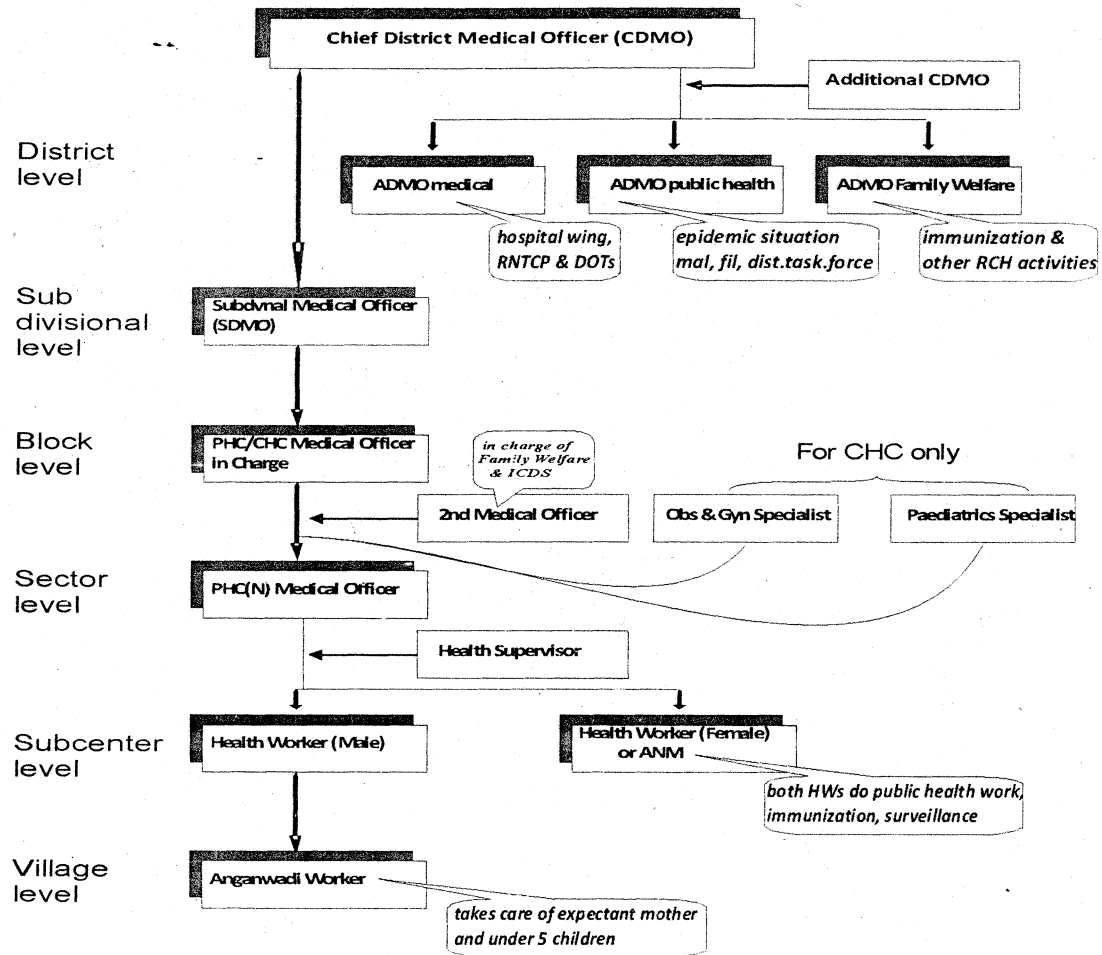 Chief District Medical Officer (CDMO)
Additional CDMO
District
level
ADMO medical
ADMO public health
ADMO Family Welfare
hospital wing,
RNTCP & DOTs
epidemic situation
mal, fil, dist.task.force
immunization &
other RCH activities
Sub
divisional
level
Subdvnal Medical Officer
(SDMO)
Block
level
PHC/CHC Medical Officer
in Charge
in charge of
Family Welfare
& ICDS
For CHC only
2nd Medical Officer
Obs & Gyn Specialist
Paediatrics Specialist
Sector
level
PHC(N) Medical Officer
Health Supervisor
Subcenter
level
Health Worker (Male)
Health Worker (Female)
or ANM
both HWs do public health work,
immunization, surveillance
Village
level
Anganwadi Worker
takes care of expectant mother
and under 5 children